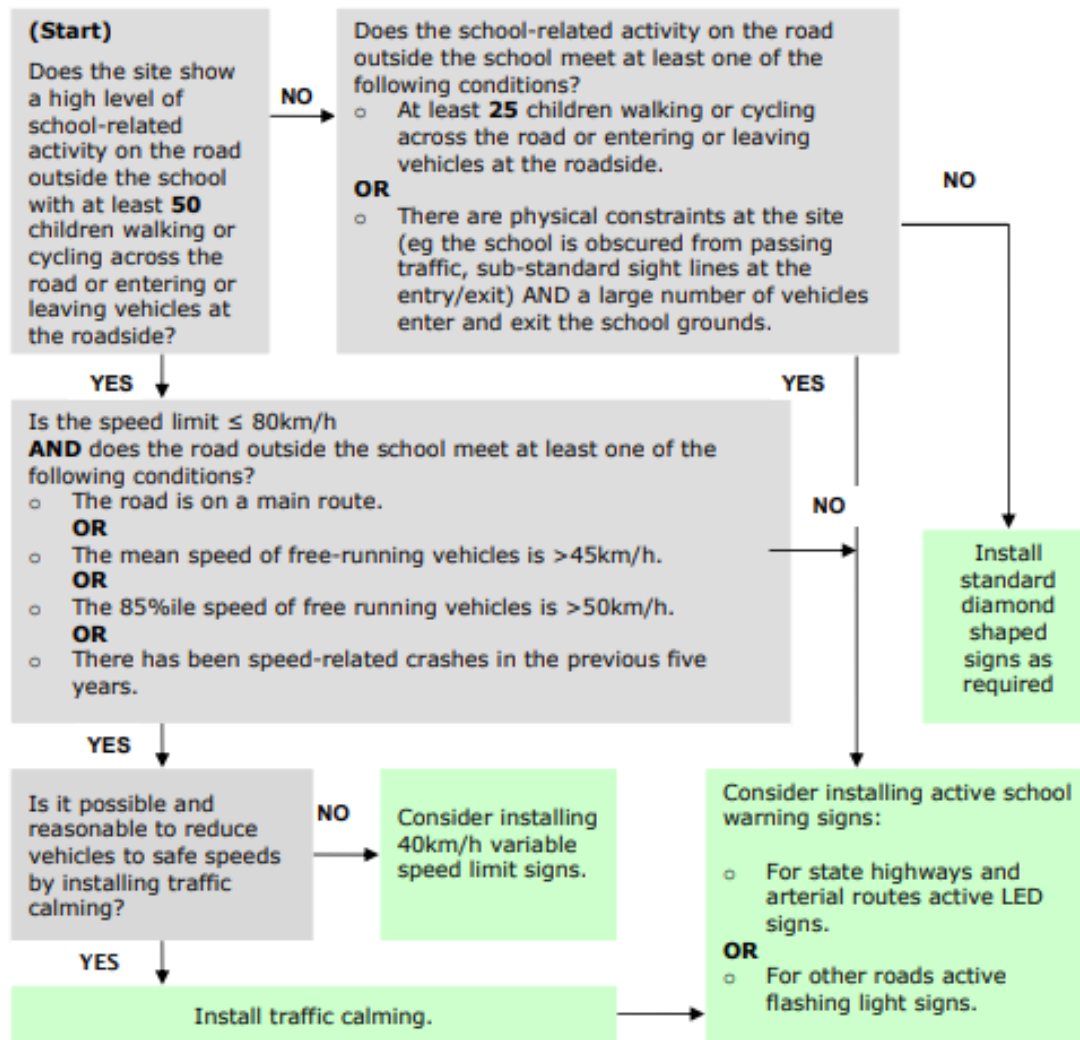 (Start)
Does the site show
a high level of
school-related
activity on the road
outside the school
with at least 50
children walking or
cycling across the
road or entering or
leaving vehicles at
the roadside?
NO
Does the school-related activity on the road
outside the school meet at least one of the
following conditions?
o At least 25 children walking or cycling
across the road or entering or leaving
vehicles at the roadside.
OR
o There are physical constraints at the site
(eg the school is obscured from passing
traffic, sub-standard sight lines at the
entry/exit) AND a large number of vehicles
enter and exit the school grounds.
NO
YES
YES
Is the speed limit ≤ 80km/h
AND does the road outside the school meet at least one of the
following conditions?
o The road is on a main route.
OR
o The mean speed of free-running vehicles is >45km/h.
OR
o The 85%ile speed of free running vehicles is >50km/h.
OR
o There has been speed-related crashes in the previous five
years.
NO
Install
standard
diamond
shaped
signs as
required
YES
Is it possible and
reasonable to reduce
vehicles to safe speeds
by installing traffic
calming?
NO
Consider installing
40km/h variable
speed limit signs.
Consider installing active school
warning signs:
o For state highways and
arterial routes active LED
signs.
OR
o For other roads active
flashing light signs.
YES
Install traffic calming.